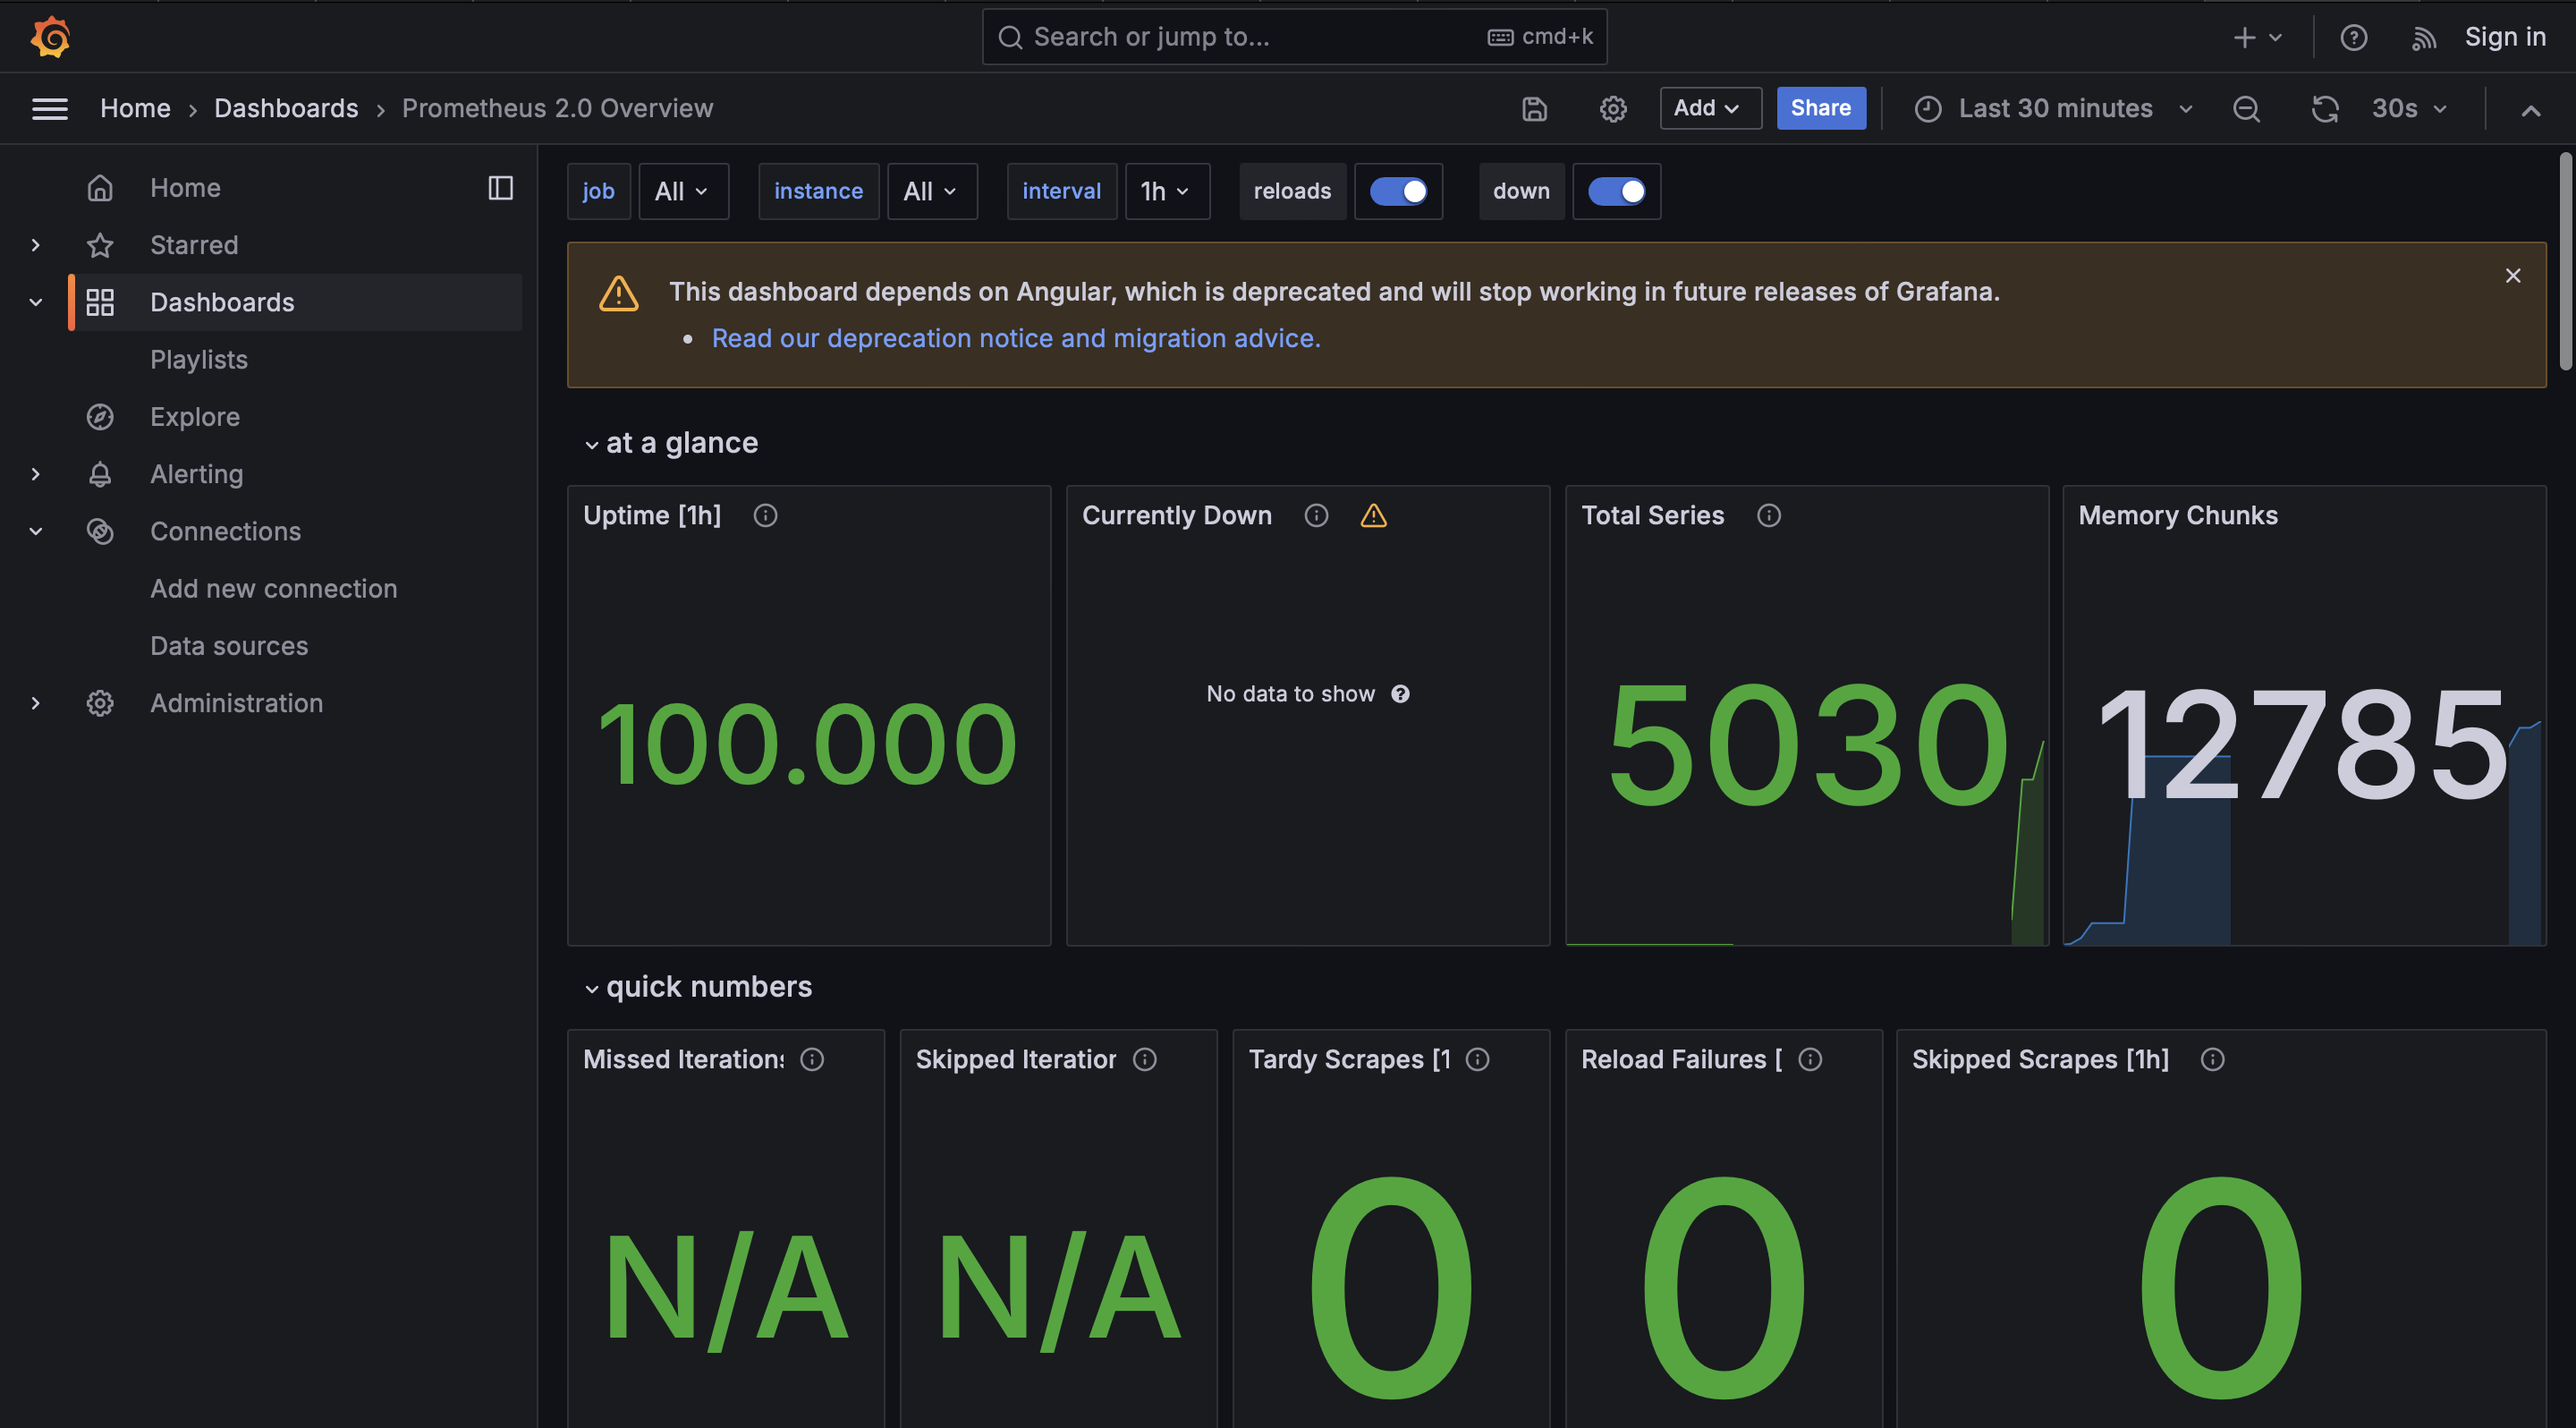 Search or jump to... cmd+k Sign in
Home › Dashboards › Prometheus 2.0 Overview Add Share Last 30 minutes 30s
Home
Starred
Dashboards
Playlists
Explore
Alerting
Connections
Add new connection
Data sources
Administration
job All instance All interval 1h reloads down
This dashboard depends on Angular, which is deprecated and will stop working in future releases of Grafana.
• Read our deprecation notice and migration advice.
at a glance
Uptime [1h] Currently Down Total Series Memory Chunks
100.000 No data to show 5030 12785
quick numbers
Missed Iterations Skipped Iteratior Tardy Scrapes [1 Reload Failures [ Skipped Scrapes [1h]
N/A N/A 0 0 0